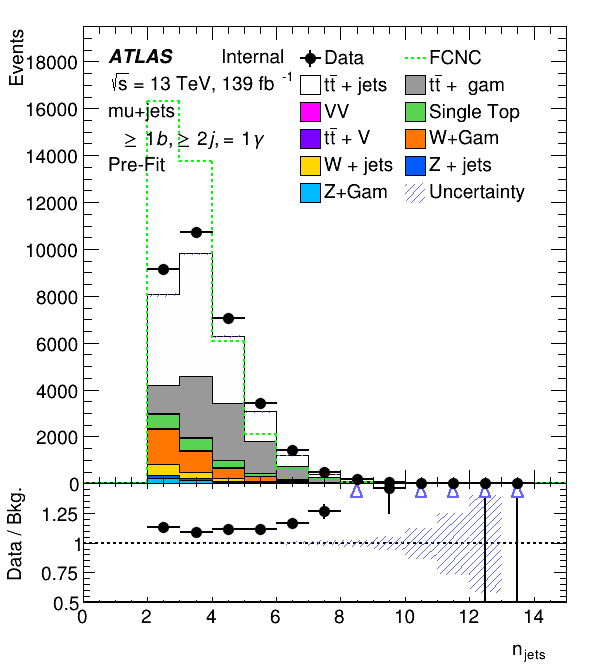 Events
18000
16000
14000
12000
10000
8000
6000
4000
2000
0
ATLAS Internal
√s = 13 TeV, 139 fb⁻¹
mu+jets
≥ 1b, ≥ 2j, = 1γ
Pre-Fit
Data FCNC
tt̄ + jets tt̄ + gam
VV Single Top
tt̄ + V W+Gam
W + jets Z + jets
Z+Gam Uncertainty
Data / Bkg.
1.25
1
0.75
0.5
0 2 4 6 8 10 12 14
n_jets